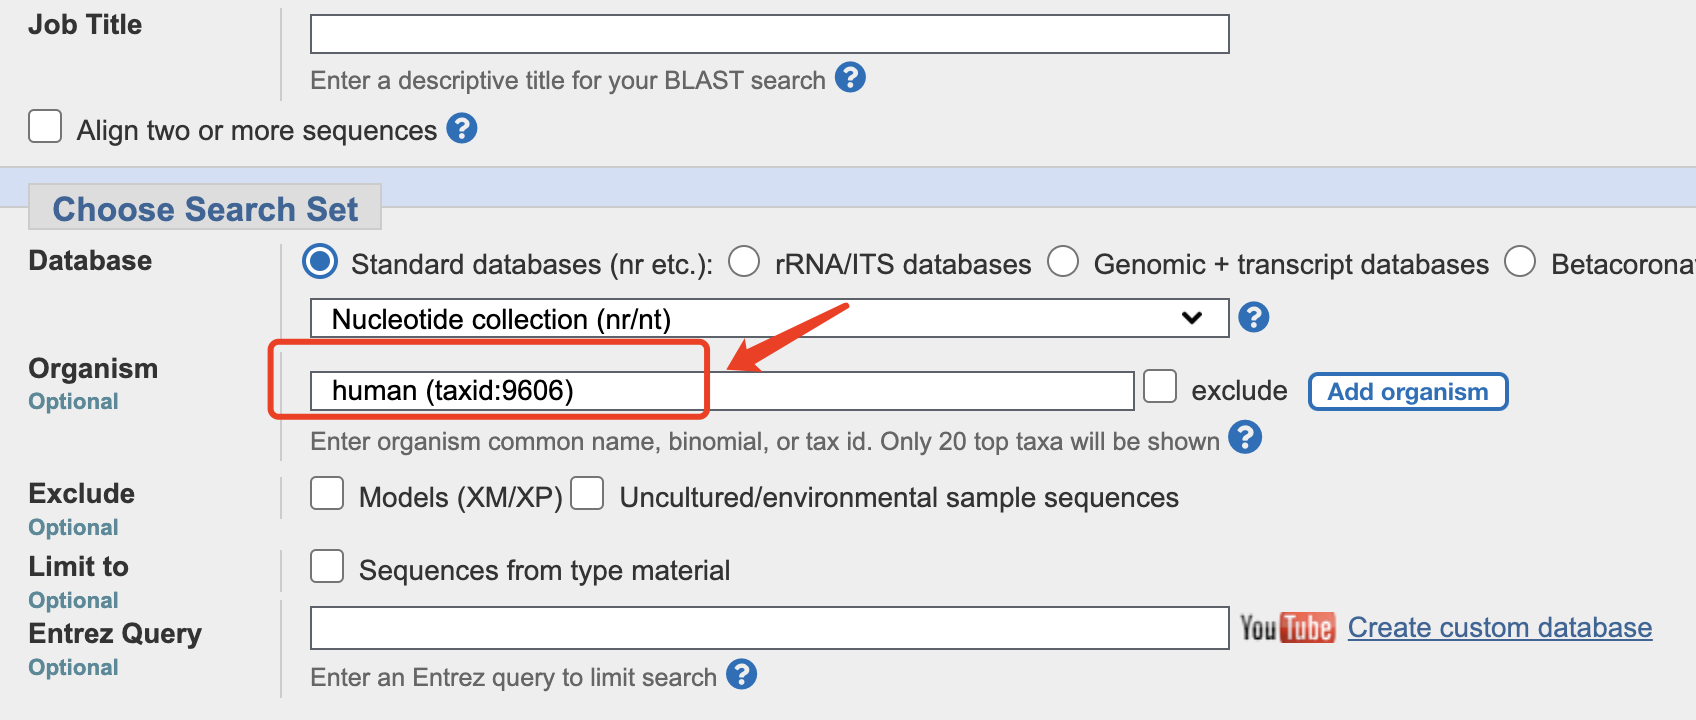 Job Title
Enter a descriptive title for your BLAST search ?
Align two or more sequences ?
Choose Search Set
Database
Standard databases (nr etc.): rRNA/ITS databases Genomic + transcript databases Betacorona
Nucleotide collection (nr/nt) ?
Organism
Optional
human (taxid:9606) exclude Add organism
Enter organism common name, binomial, or tax id. Only 20 top taxa will be shown ?
Exclude
Optional
Models (XM/XP) Uncultured/environmental sample sequences
Limit to
Optional
Sequences from type material
Entrez Query
Optional
YouTube Create custom database
Enter an Entrez query to limit search ?